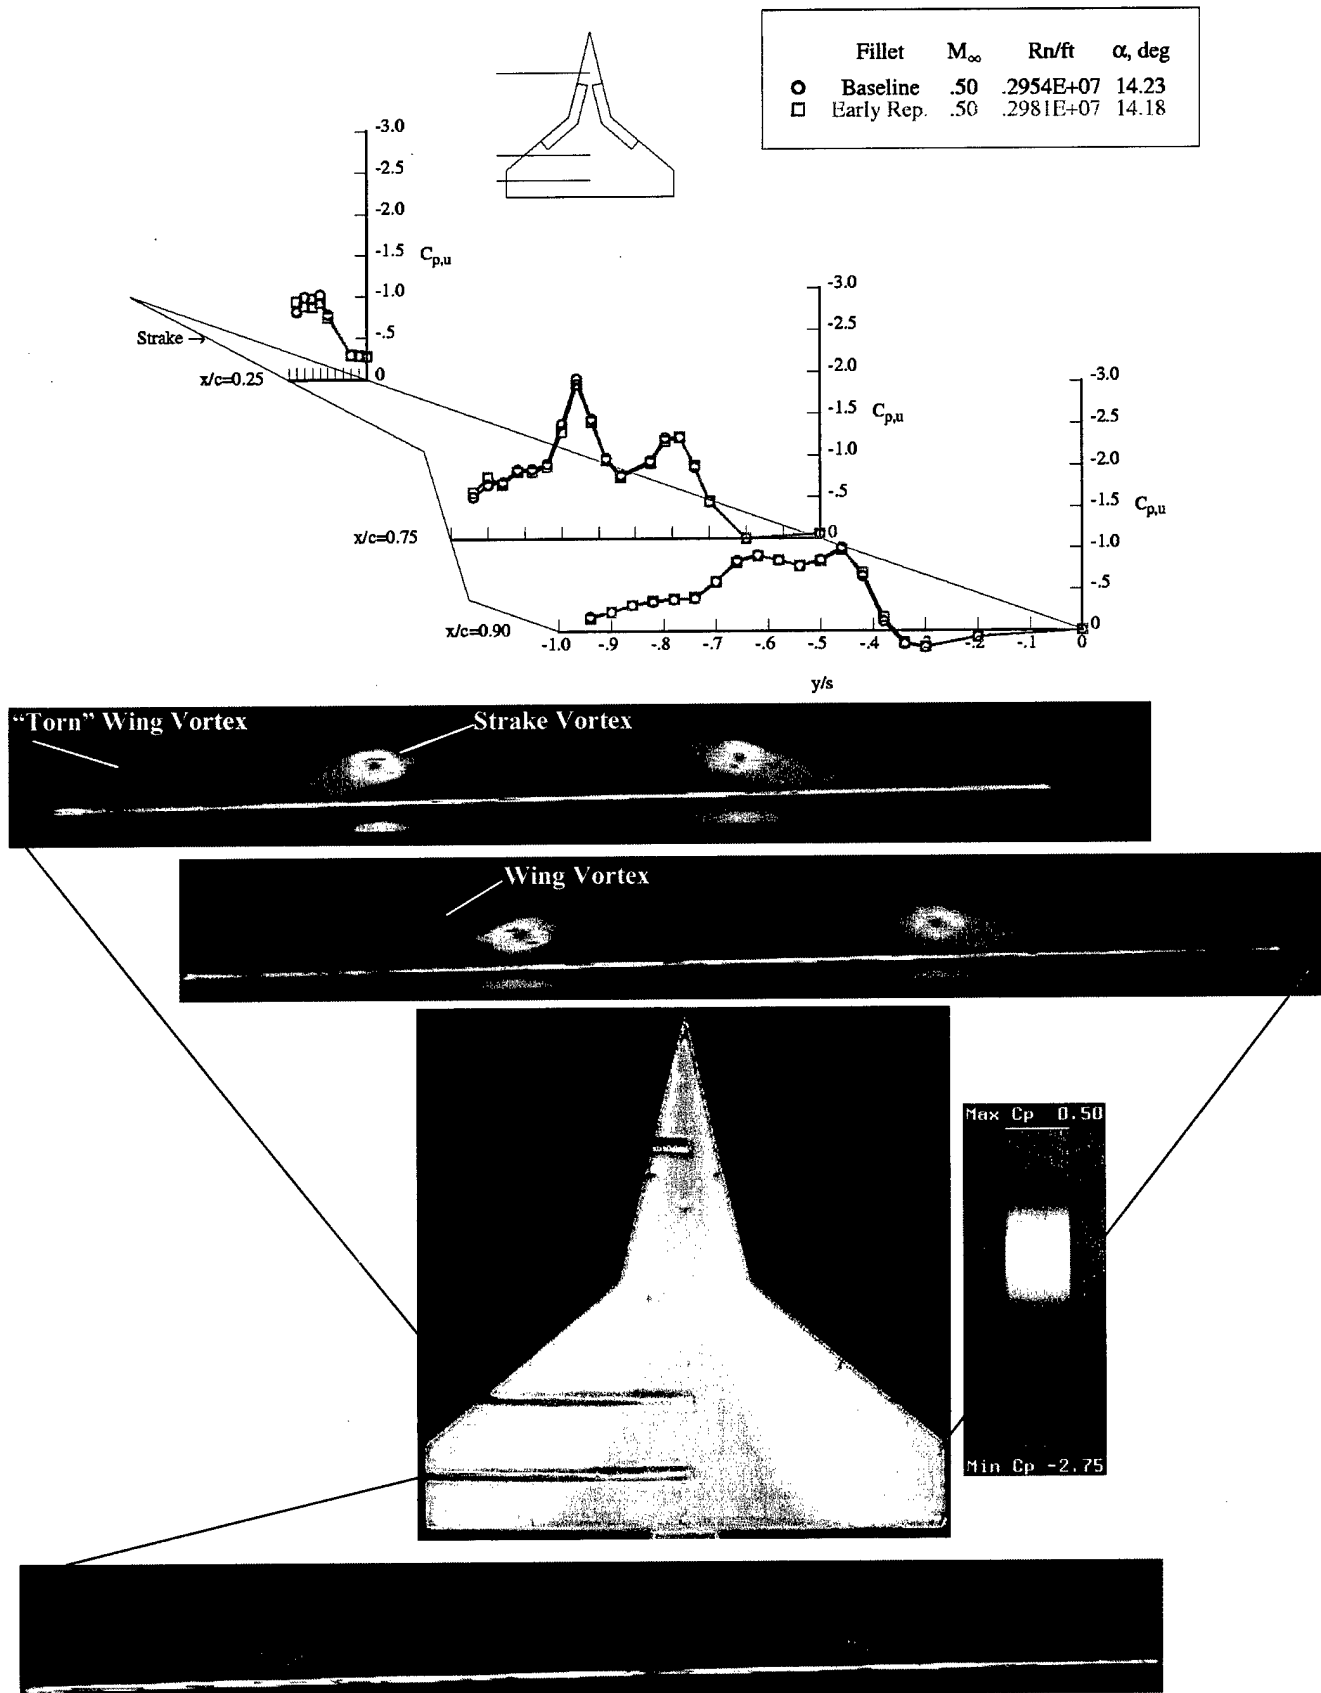 Fillet M∞ Rn/ft α, deg
Baseline .50 .2954E+07 14.23
Early Rep. .50 .2981E+07 14.18
-3.0
-2.5
-2.0
-1.5
-1.0
-.5
0
Cp,u
Strake →
x/c=0.25
-3.0
-2.5
-2.0
-1.5
-1.0
-.5
0
Cp,u
x/c=0.75
-3.0
-2.5
-2.0
-1.5
-1.0
-.5
0
Cp,u
x/c=0.90
-1.0 -.9 -.8 -.7 -.6 -.5 -.4 -.3 -.2 -.1 0
y/s
"Torn" Wing Vortex
Strake Vortex
Wing Vortex
Max Cp 0.50
Min Cp -2.75